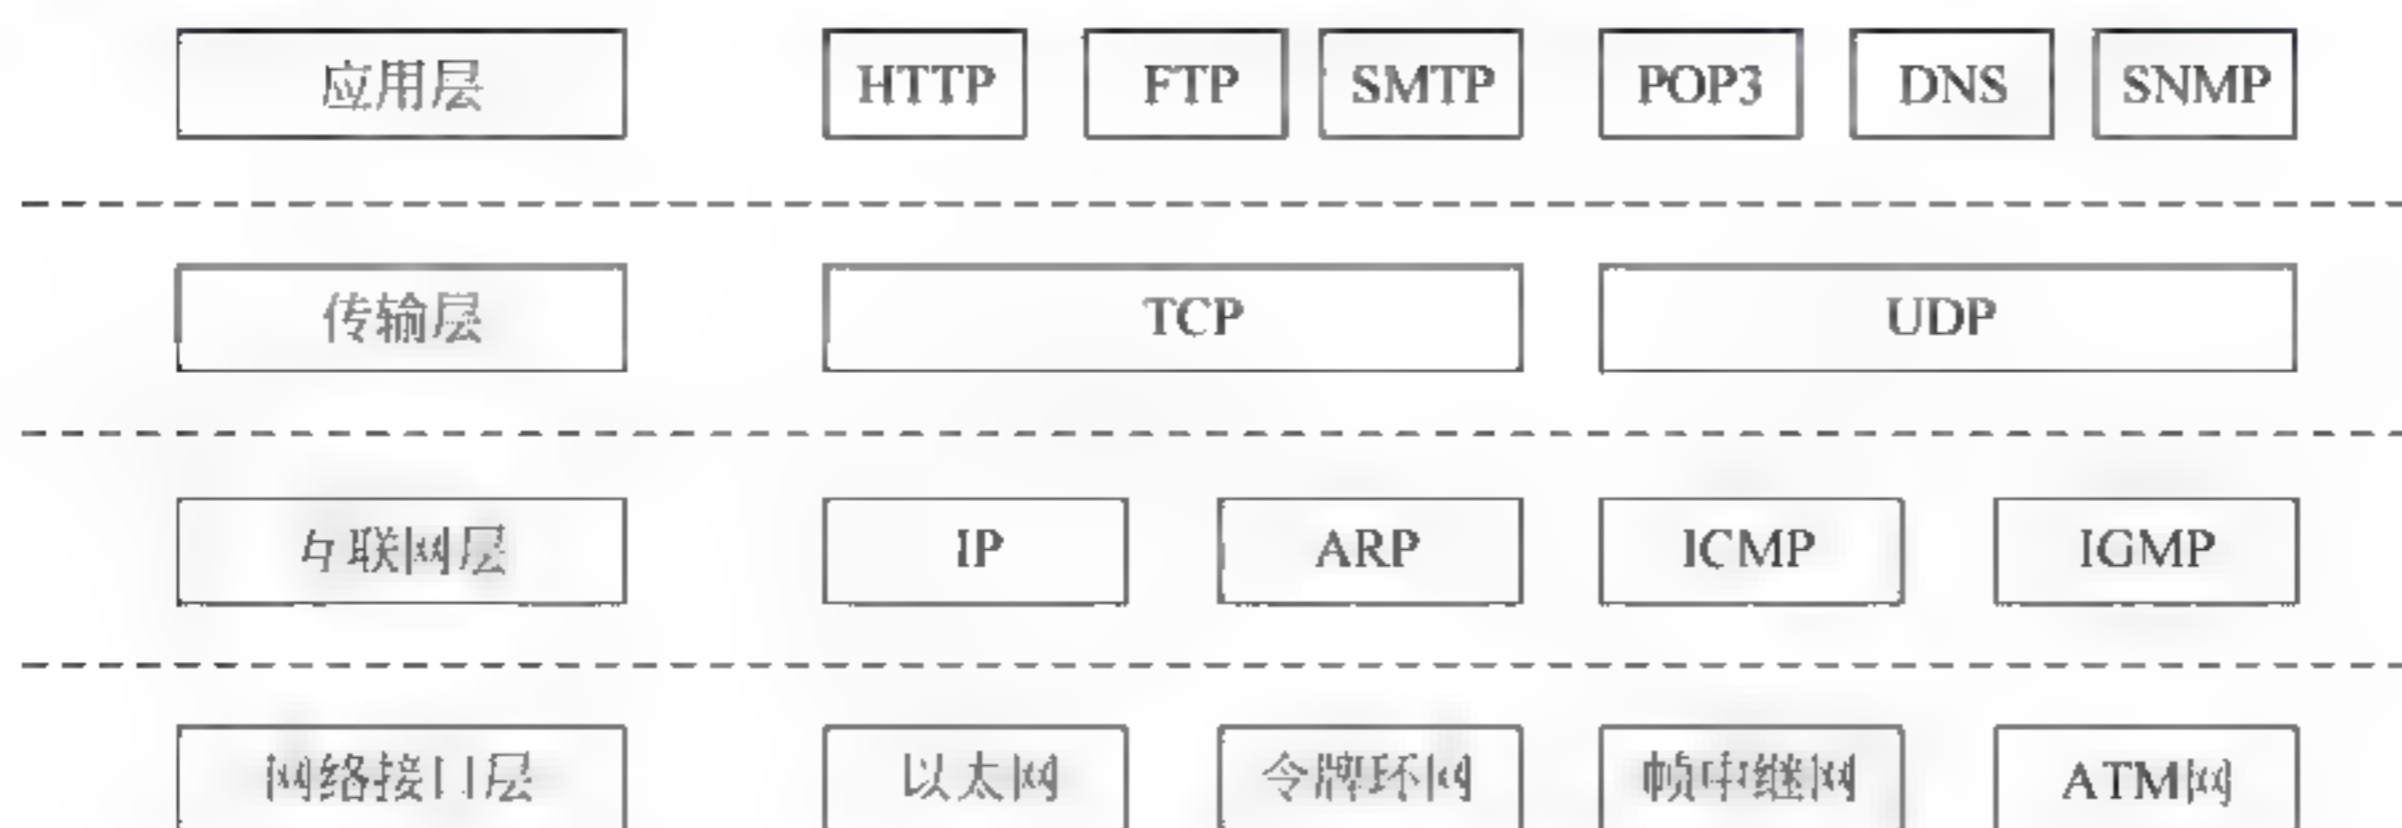 应用层 HTTP FTP SMTP POP3 DNS SNMP
传输层 TCP UDP
互联网层 IP ARP ICMP IGMP
网络接口层 以太网 令牌环网 帧中继网 ATM网